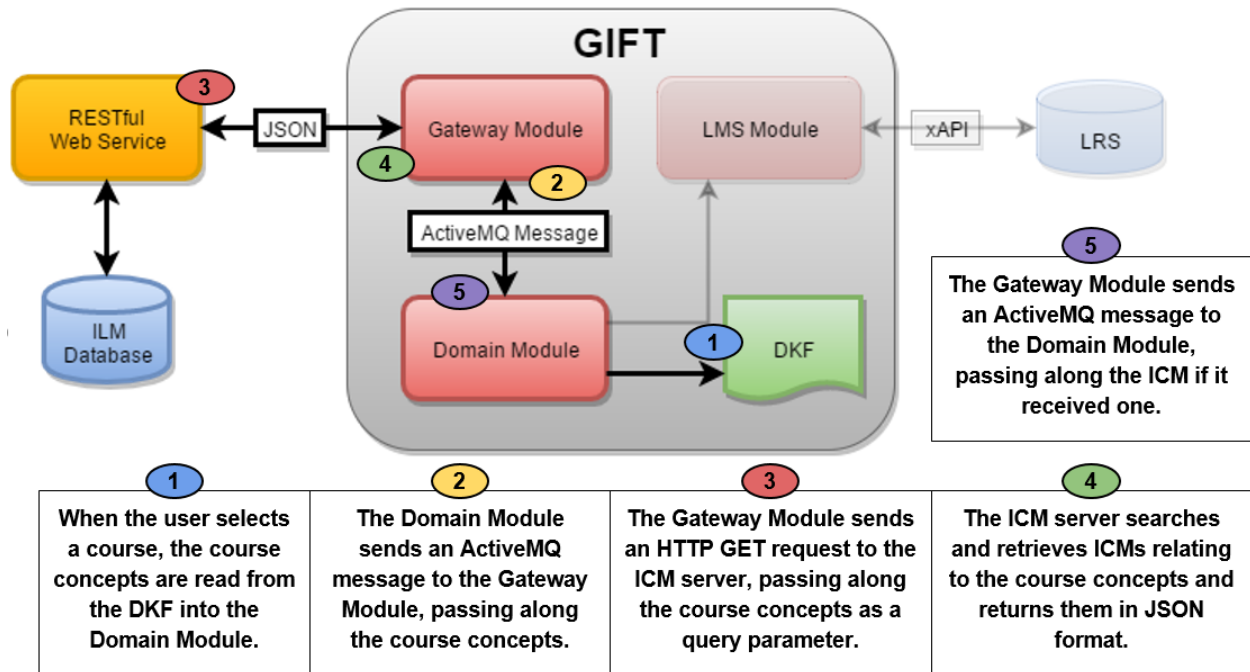 GIFT
3
RESTful
Web Service
JSON
Gateway Module
LMS Module
xAPI
LRS
4
2
ActiveMQ Message
5
ILM
Database
5
Domain Module
1
DKF
The Gateway Module sends
an ActiveMQ message to
the Domain Module,
passing along the ICM if it
received one.
1
When the user selects
a course, the course
concepts are read from
the DKF into the
Domain Module.
2
The Domain Module
sends an ActiveMQ
message to the Gateway
Module, passing along
the course concepts.
3
The Gateway Module sends
an HTTP GET request to the
ICM server, passing along
the course concepts as a
query parameter.
4
The ICM server searches
and retrieves ICMs relating
to the course concepts and
returns them in JSON
format.